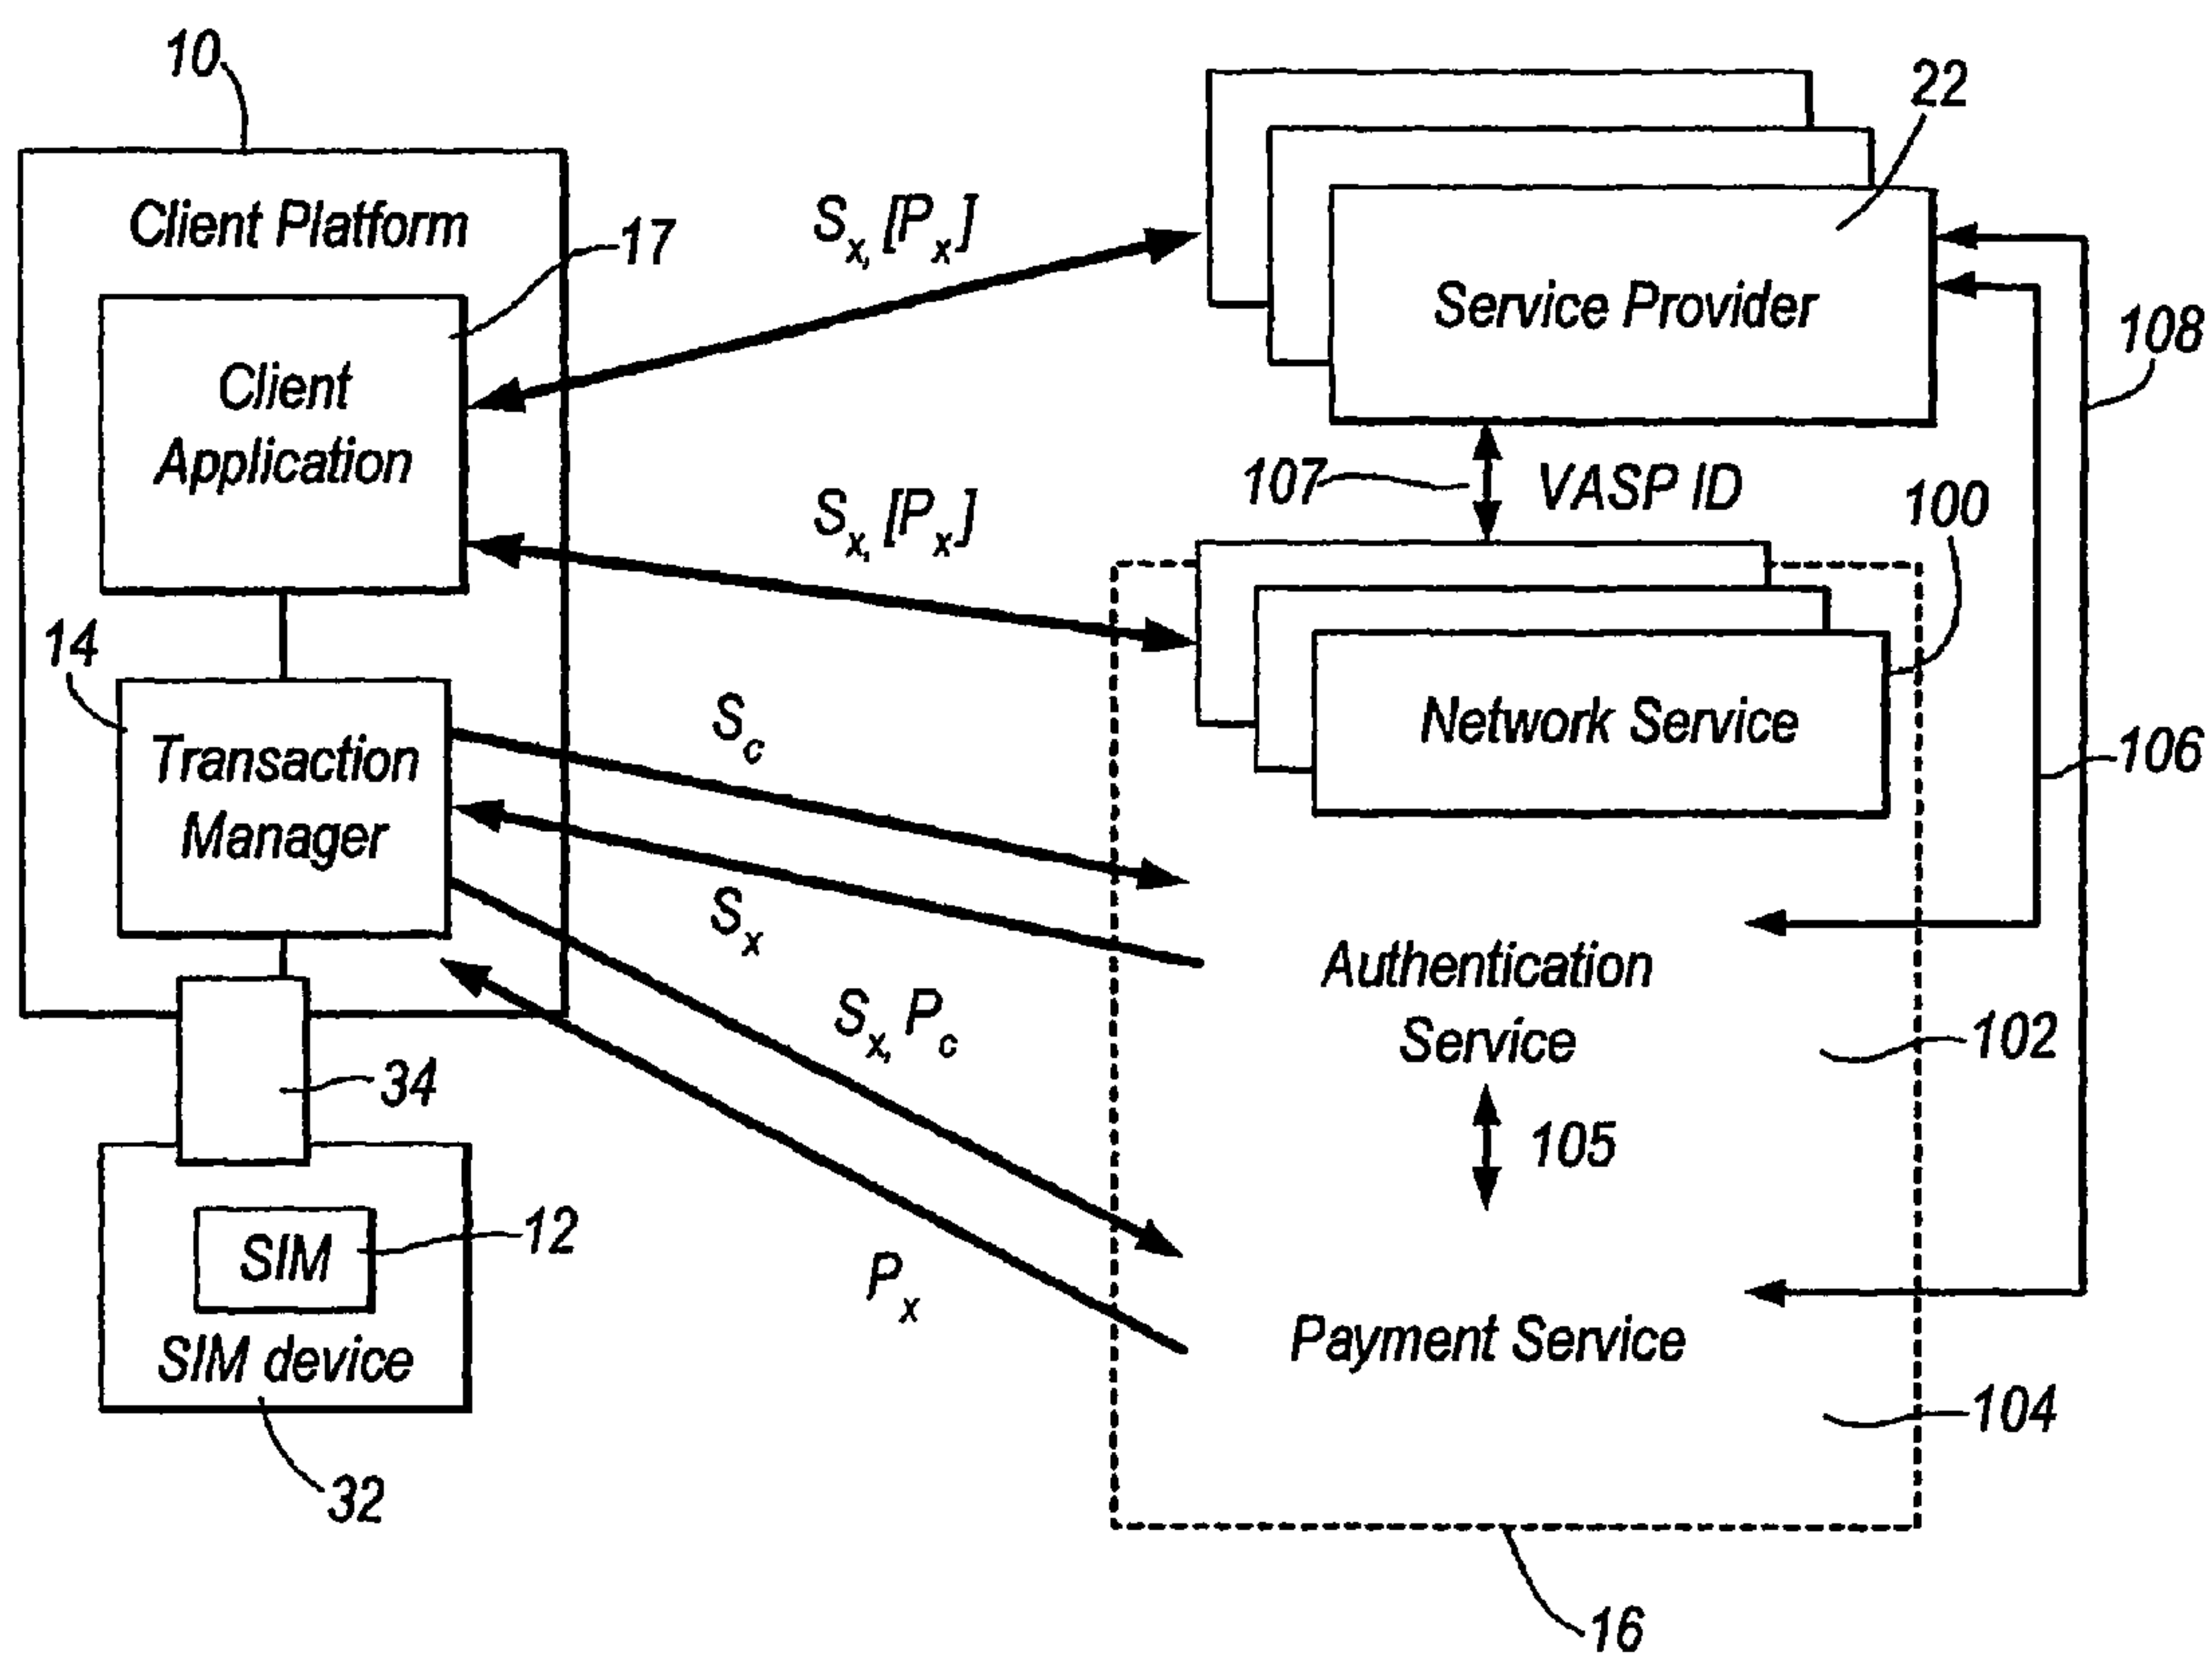 10
Client Platform
17
Client
Application
14
Transaction
Manager
34
SIM
12
SIM device
32
Sx, [Px]
Sx, [Px]
Sc
Sx
Sx, Pc
Px
22
Service Provider
108
107
VASP ID
100
Network Service
106
Authentication
Service
102
105
Payment Service
104
16